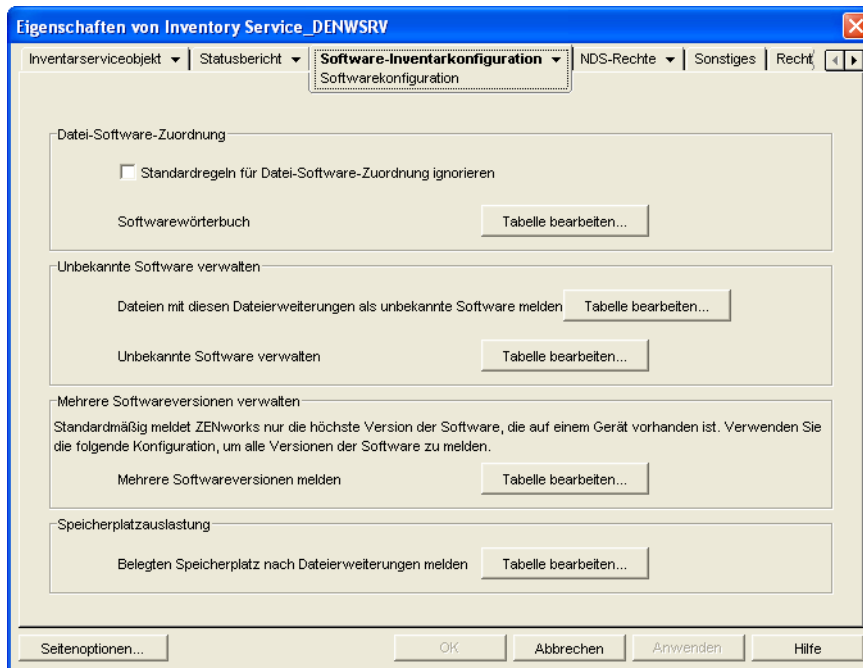 Eigenschaften von Inventory Service_DENWSRV
Inventarserviceobjekt Statusbericht Software-Inventarkonfiguration NDS-Rechte Sonstiges Recht
Softwarekonfiguration
Datei-Software-Zuordnung
Standardregeln für Datei-Software-Zuordnung ignorieren
Softwarewörterbuch Tabelle bearbeiten...
Unbekannte Software verwalten
Dateien mit diesen Dateierweiterungen als unbekannte Software melden Tabelle bearbeiten...
Unbekannte Software verwalten Tabelle bearbeiten...
Mehrere Softwareversionen verwalten
Standardmäßig meldet ZENworks nur die höchste Version der Software, die auf einem Gerät vorhanden ist. Verwenden Sie
die folgende Konfiguration, um alle Versionen der Software zu melden.
Mehrere Softwareversionen melden Tabelle bearbeiten...
Speicherplatzauslastung
Belegten Speicherplatz nach Dateierweiterungen melden Tabelle bearbeiten...
Seitenoptionen... OK Abbrechen Anwenden Hilfe